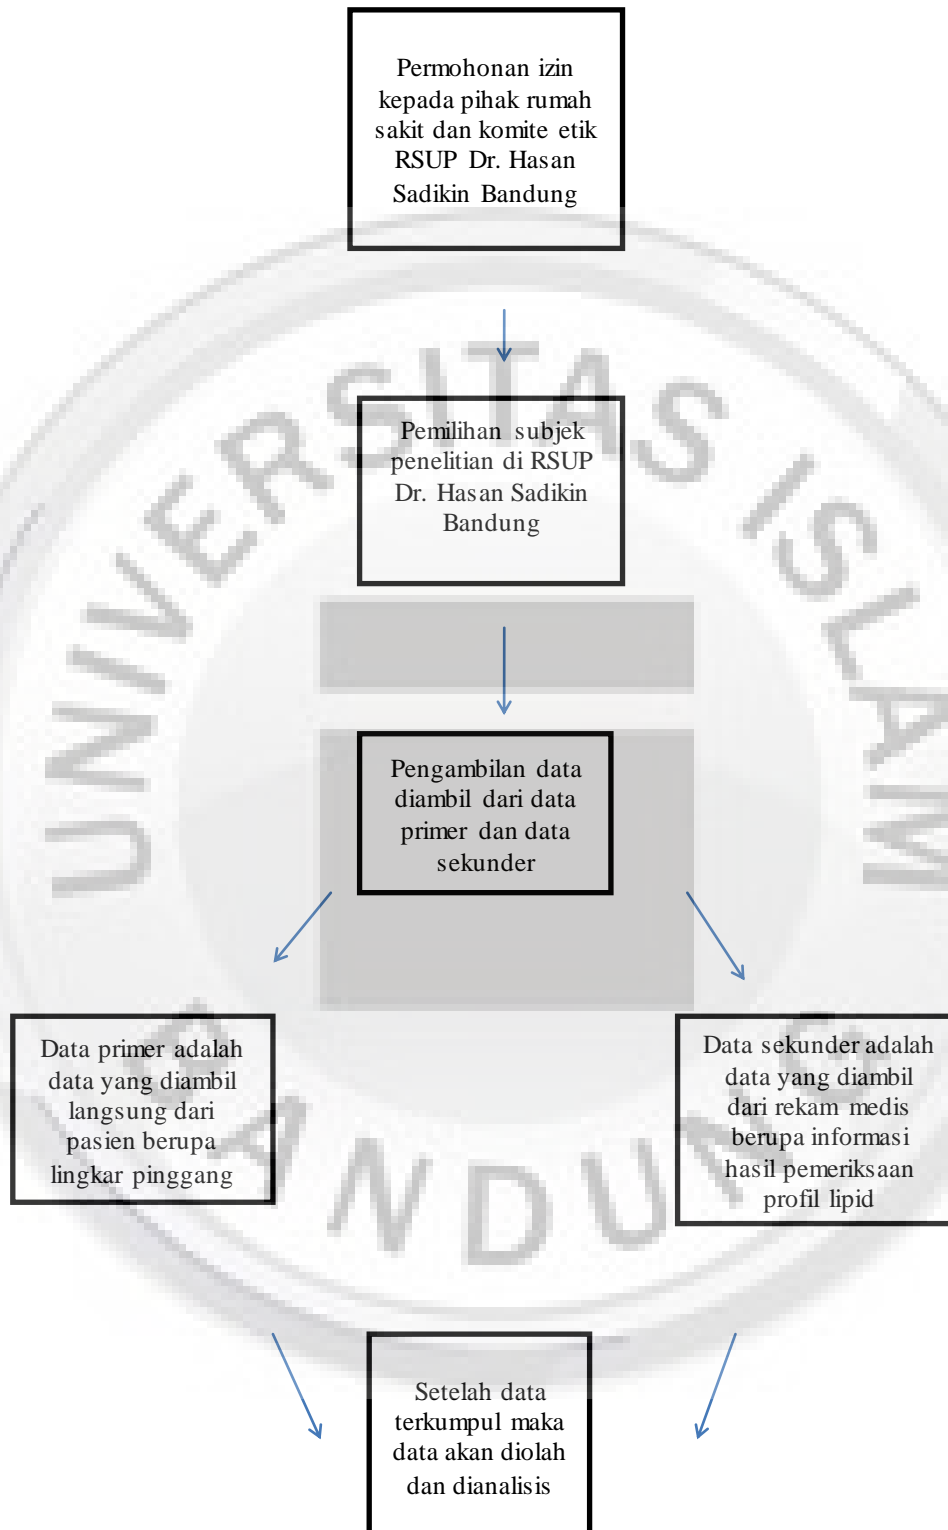 Permohonan izin
kepada pihak rumah
sakit dan komite etik
RSUP Dr. Hasan
Sadikin Bandung
Pemilihan subjek
penelitian di RSUP
Dr. Hasan Sadikin
Bandung
Pengambilan data
diambil dari data
primer dan data
sekunder
Data primer adalah
data yang diambil
langsung dari
pasien berupa
lingkar pinggang
Data sekunder adalah
data yang diambil
dari rekam medis
berupa informasi
hasil pemeriksaan
profil lipid
Setelah data
terkumpul maka
data akan diolah
dan dianalisis
UNIVERSITAS ISLAM
BANDUNG